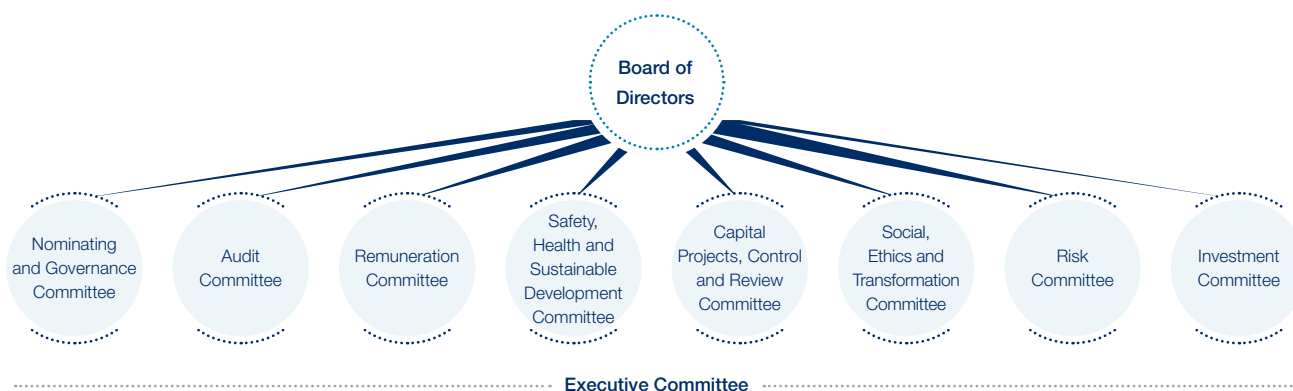 Board of
Directors
Nominating
and Governance
Committee
Audit
Committee
Remuneration
Committee
Safety,
Health and
Sustainable
Development
Committee
Capital
Projects, Control
and Review
Committee
Social,
Ethics and
Transformation
Committee
Risk
Committee
Investment
Committee
Executive Committee